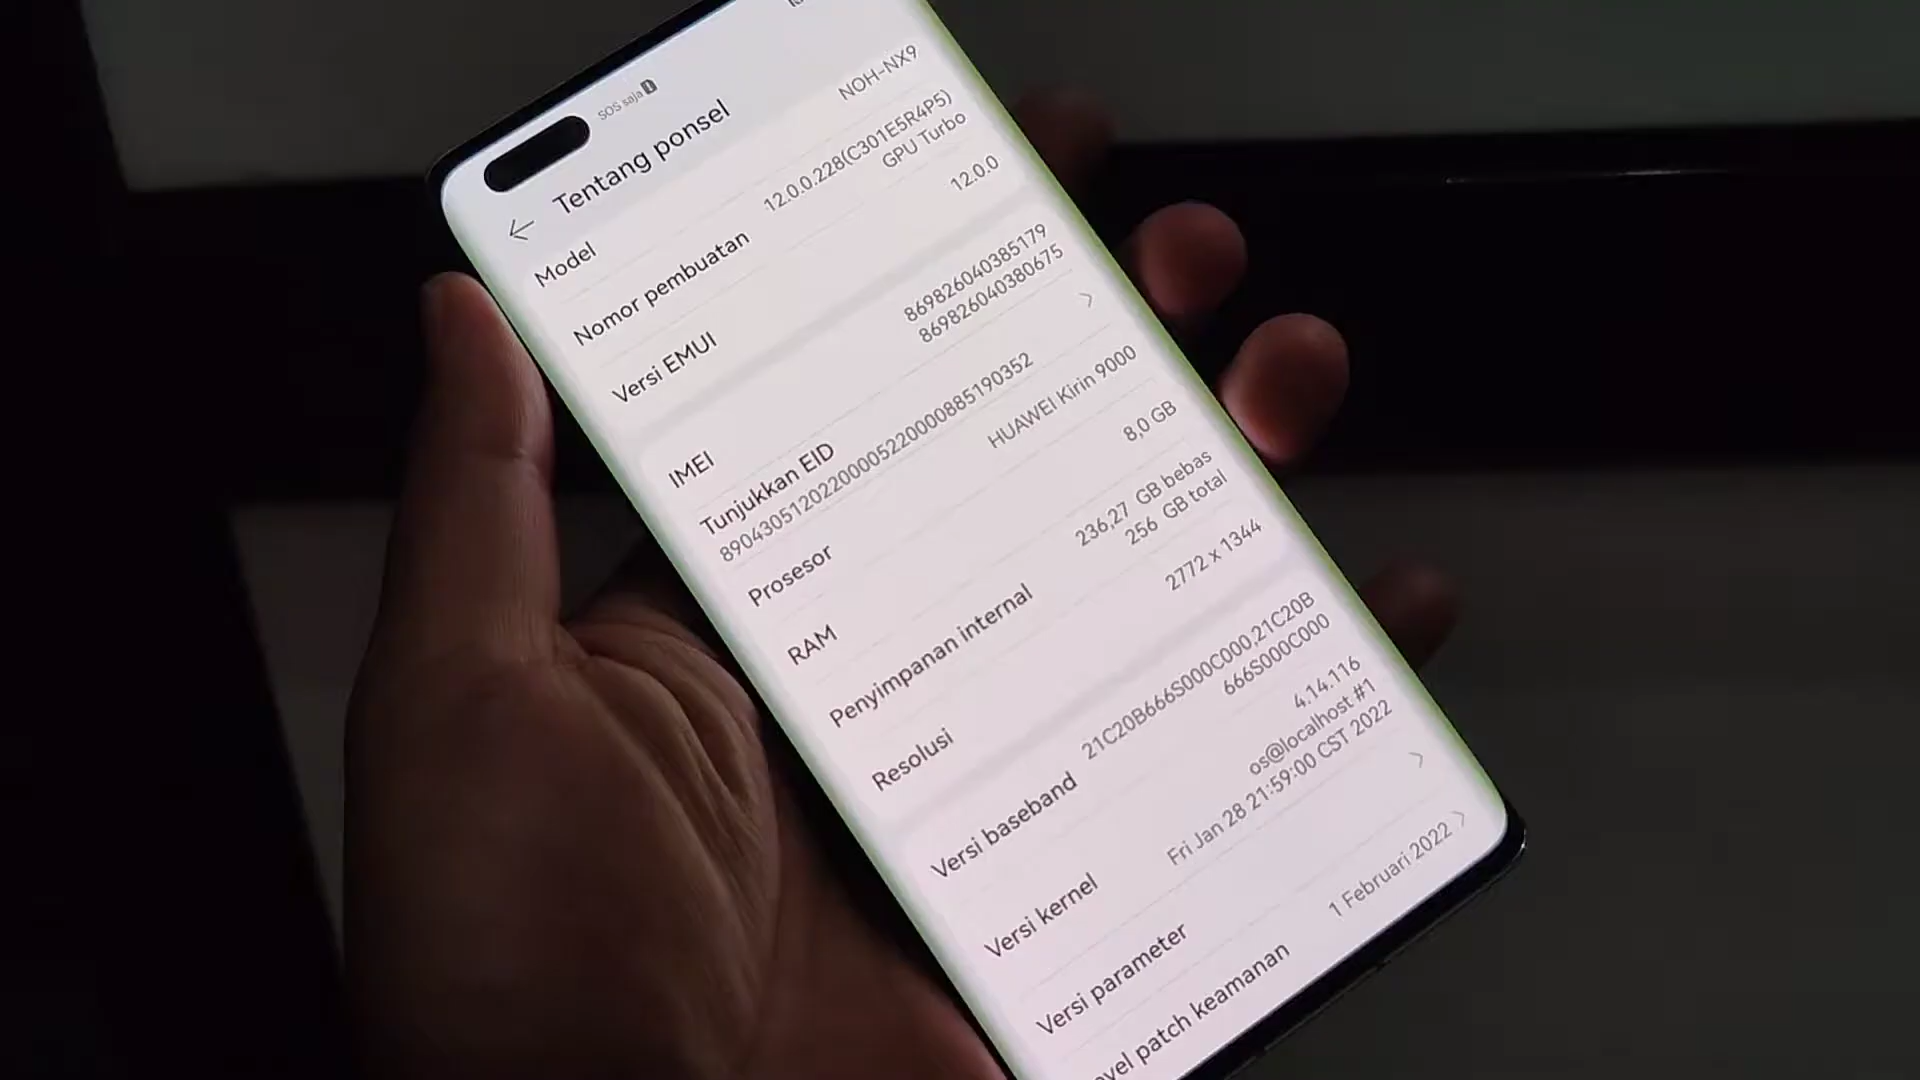 SOS saja
Tentang ponsel
Model
NOH-NX9
Nomor pembuatan
12.0.0.228(C301E5R4P5)
GPU Turbo
Versi EMUI
12.0.0
IMEI
869826040385179
869826040380675
Tunjukkan EID
89043051202200005220000885190352
Prosesor
HUAWEI Kirin 9000
RAM
8,0 GB
Penyimpanan internal
236,27 GB bebas
256 GB total
Resolusi
2772 x 1344
Versi baseband
21C20B666S000C000,21C20B
666S000C000
Versi kernel
4.14.116
os@localhost #1
Fri Jan 28 21:59:00 CST 2022
Versi parameter
patch keamanan
1 Februari 2022